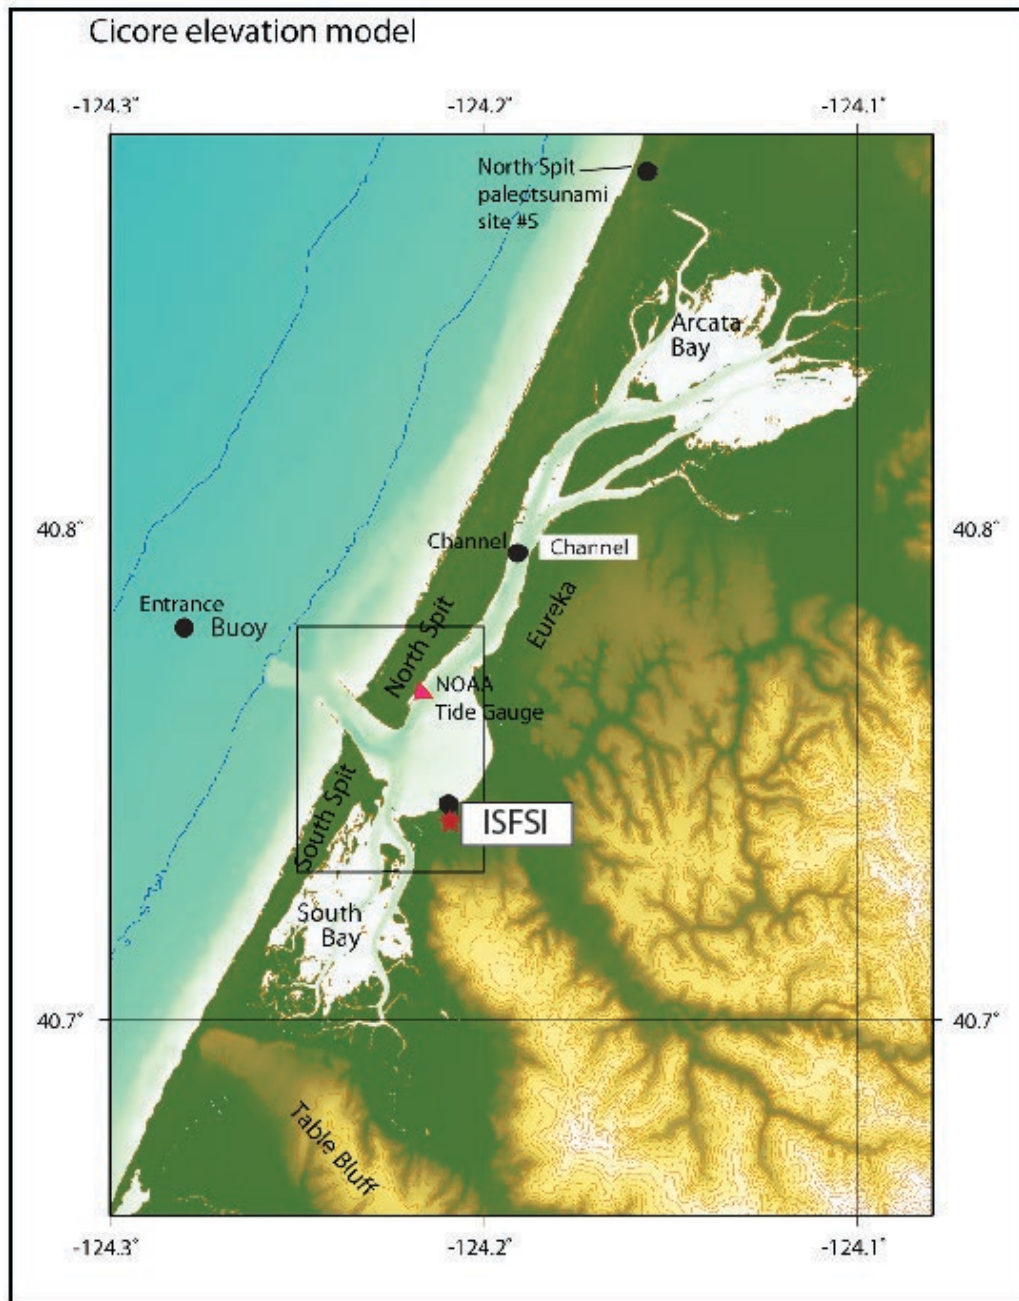 Cicore elevation model
-124.3°
-124.2°
-124.1°
North Spit
paleotsunami
site #5
Arcata
Bay
40.8°
40.8°
Channel
Channel
Entrance
Buoy
Eureka
North Spit
NOAA
Tide Gauge
South Spit
ISFSI
South
Bay
40.7°
40.7°
Table Bluff
-124.3°
-124.2°
-124.1°